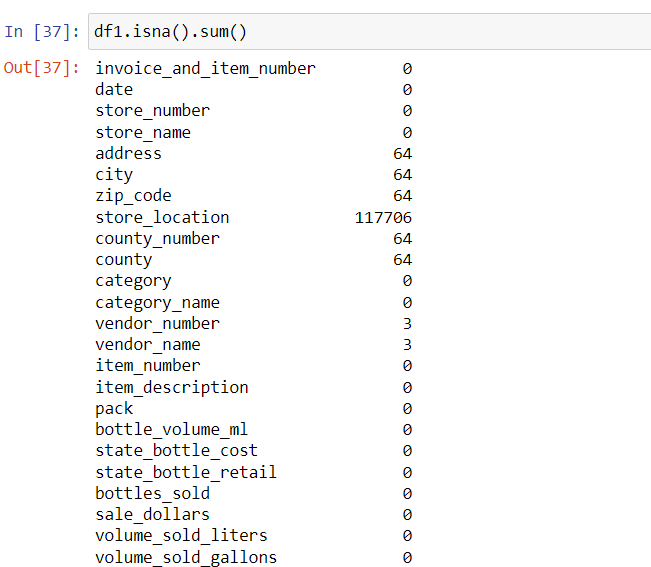 In [37]: df1.isna().sum()
Out[37]: invoice_and_item_number 0
date 0
store_number 0
store_name 0
address 64
city 64
zip_code 64
store_location 117706
county_number 64
county 64
category 0
category_name 0
vendor_number 3
vendor_name 3
item_number 0
item_description 0
pack 0
bottle_volume_ml 0
state_bottle_cost 0
state_bottle_retail 0
bottles_sold 0
sale_dollars 0
volume_sold_liters 0
volume_sold_gallons 0